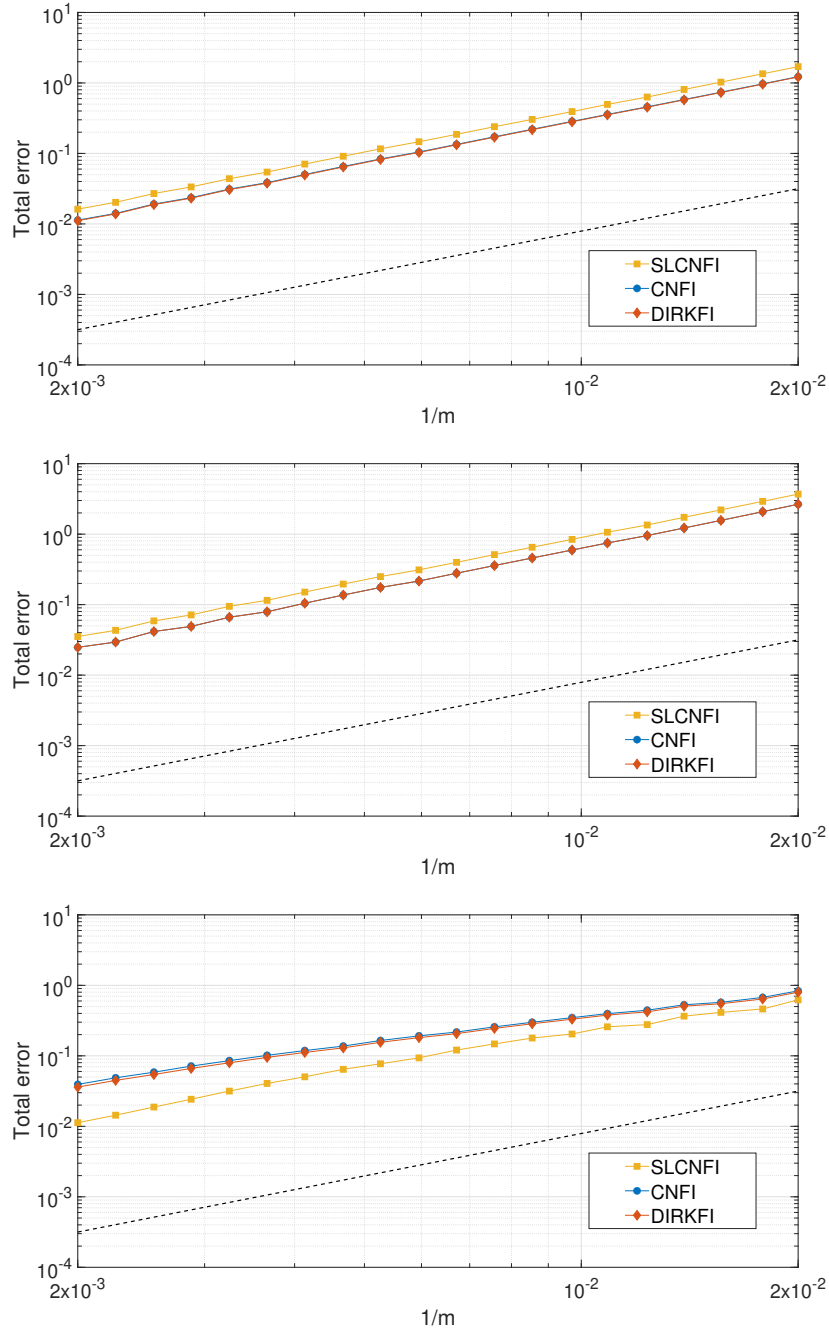 10^1
10^0
10^-1
10^-2
10^-3
10^-4
Total error
SLCNFI
CNFI
DIRKFI
2x10^-3
10^-2
2x10^-2
1/m
10^1
10^0
10^-1
10^-2
10^-3
10^-4
Total error
SLCNFI
CNFI
DIRKFI
2x10^-3
10^-2
2x10^-2
1/m
10^1
10^0
10^-1
10^-2
10^-3
10^-4
Total error
SLCNFI
CNFI
DIRKFI
2x10^-3
10^-2
2x10^-2
1/m